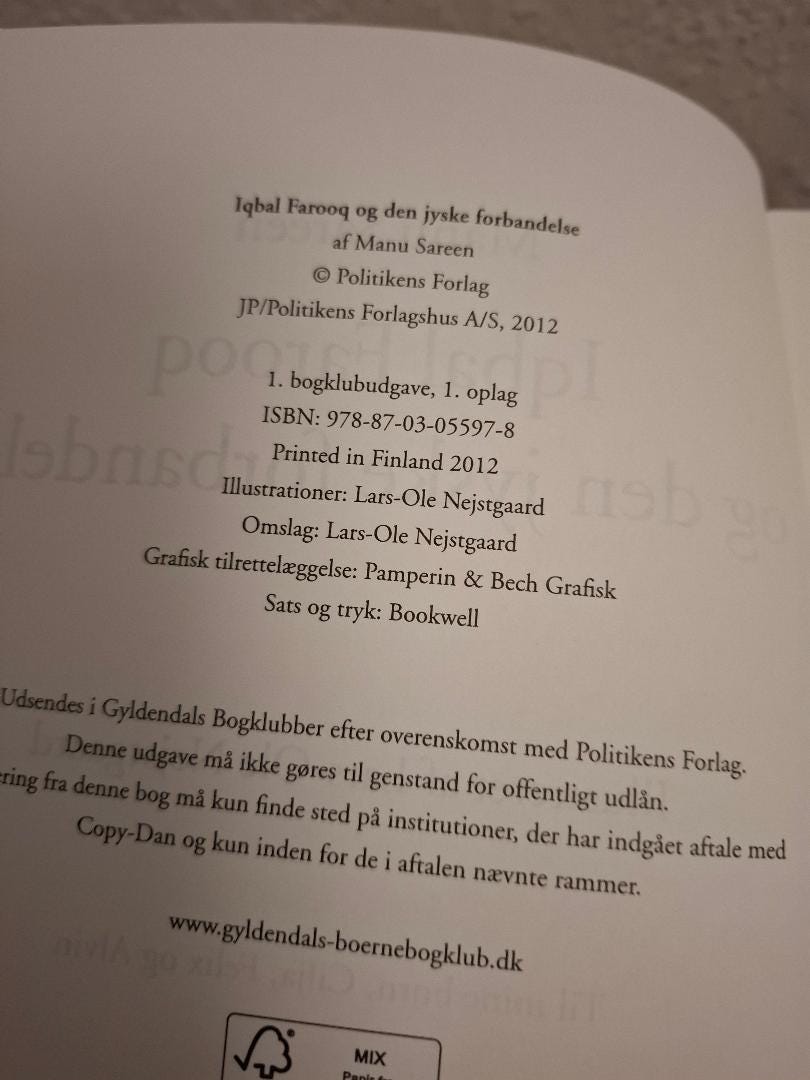 Iqbal Farooq og den jyske forbandelse
af Manu Sareen
© Politikens Forlag
JP/Politikens Forlagshus A/S, 2012
1. bogklubudgave, 1. oplag
ISBN: 978-87-03-05597-8
Printed in Finland 2012
Illustrationer: Lars-Ole Nejstgaard
Omslag: Lars-Ole Nejstgaard
Grafisk tilrettelæggelse: Pamperin & Bech Grafisk
Sats og tryk: Bookwell
Udsendes i Gyldendals Bogklubber efter overenskomst med Politikens Forlag.
Denne udgave må ikke gøres til genstand for offentligt udlån.
fra denne bog må kun finde sted på institutioner, der har indgået aftale med
Copy-Dan og kun inden for de i aftalen nævnte rammer.
www.gyldendals-boernebogklub.dk
MIX